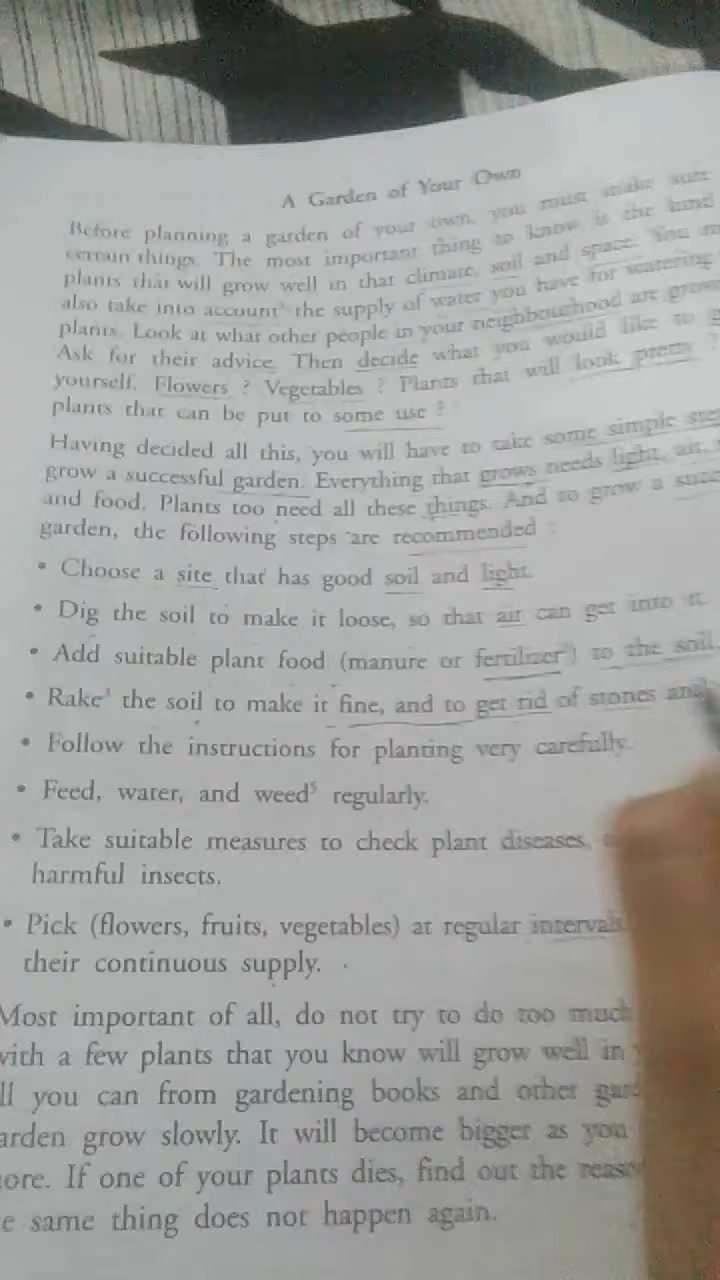 A Garden of Your Own
Before planning a garden of your own, you must make sure
certain things. The most important thing to know is the kind
plants that will grow well in that climate, soil and space. You
also take into account¹ the supply of water you have for watering
plants. Look at what other people in your neighbourhood are
Ask for their advice. Then decide what you would like to
yourself. Flowers ? Vegetables ? Plants that will look pretty ?
plants that can be put to some use ?
Having decided all this, you will have to take some simple
grow a successful garden. Everything that grows needs light, air,
and food. Plants too need all these things. And to grow a
garden, the following steps are recommended :
• Choose a site that has good soil and light.
• Dig the soil to make it loose, so that air can get into it.
• Add suitable plant food (manure or fertilizer²) to the soil.
• Rake³ the soil to make it fine, and to get rid of stones and
• Follow the instructions for planting very carefully.
• Feed, water, and weed⁵ regularly.
• Take suitable measures to check plant diseases,
harmful insects.
• Pick (flowers, fruits, vegetables) at regular intervals
their continuous supply.
Most important of all, do not try to do too much
with a few plants that you know will grow well in
you can from gardening books and other
grow slowly. It will become bigger as you
If one of your plants dies, find out the
same thing does not happen again.